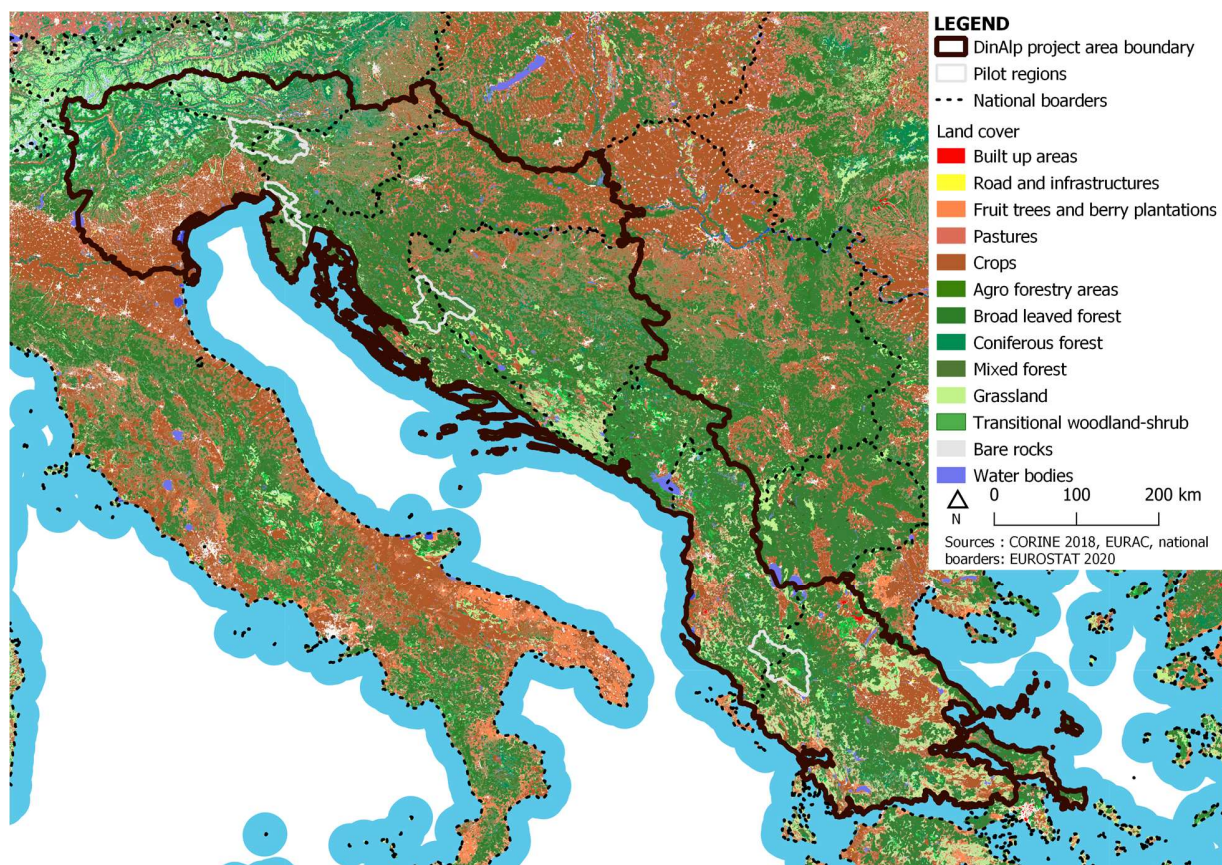 LEGEND
DinAlp project area boundary
Pilot regions
National boarders
Land cover
Built up areas
Road and infrastructures
Fruit trees and berry plantations
Pastures
Crops
Agro forestry areas
Broad leaved forest
Coniferous forest
Mixed forest
Grassland
Transitional woodland-shrub
Bare rocks
Water bodies
N
0 100 200 km
Sources : CORINE 2018, EURAC, national
boarders: EUROSTAT 2020